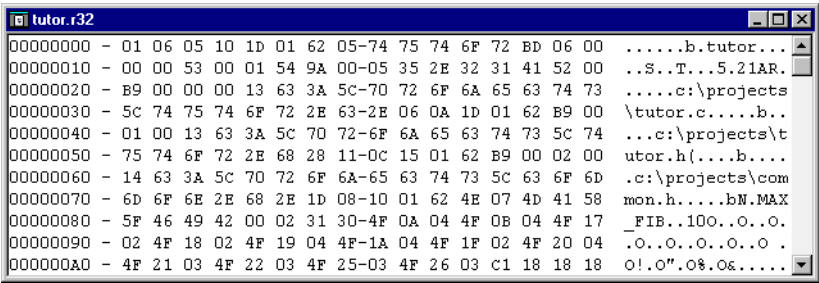 tutor.r32
00000000 - 01 06 05 10 1D 01 62 05-74 75 74 6F 72 BD 06 00 ......b.tutor...
00000010 - 00 00 53 00 01 54 9A 00-05 35 2E 32 31 41 52 00 ..S..T...5.21AR.
00000020 - B9 00 00 00 13 63 3A 5C-70 72 6F 6A 65 63 74 73 .....c:\projects
00000030 - 5C 74 75 74 6F 72 2E 63-2E 06 0A 1D 01 62 B9 00 \tutor.c.....b..
00000040 - 01 00 13 63 3A 5C 70 72-6F 6A 65 63 74 73 5C 74 ...c:\projects\t
00000050 - 75 74 6F 72 2E 68 28 11-0C 15 01 62 B9 00 02 00 utor.h(....b....
00000060 - 14 63 3A 5C 70 72 6F 6A-65 63 74 73 5C 63 6F 6D .c:\projects\com
00000070 - 6D 6F 6E 2E 68 2E 1D 08-10 01 62 4E 07 4D 41 58 mon.h.....bN.MAX
00000080 - 5F 46 49 42 00 02 31 30-4F 0A 04 4F 0B 04 4F 17 _FIB..10O..O..O.
00000090 - 02 4F 18 02 4F 19 04 4F-1A 04 4F 1F 02 4F 20 04 .O..O..O..O..O .
000000A0 - 4F 21 03 4F 22 03 4F 25-03 4F 26 03 C1 18 18 18 O!.O".O%.O&.....